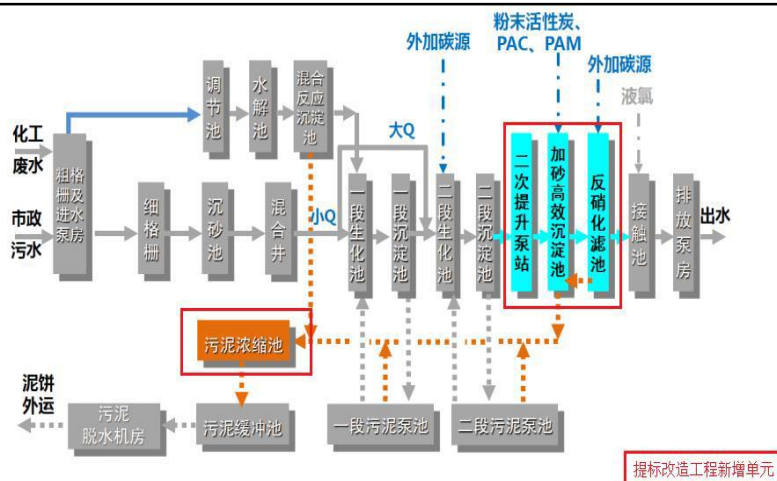 粉末活性炭、
PAC、PAM
外加碳源
外加碳源
液氯
调节池
水解池
混合
反应
沉淀
池
大Q
化工
废水
粗格
栅及
进水
泵房
市政
污水
细格栅
沉砂池
混合井
小Q
一段生化池
一段沉淀池
二段生化池
二段沉淀池
二次提升泵站
加砂高效沉淀池
反硝化滤池
接触池
排放泵房
出水
污泥浓缩池
泥饼
外运
污泥
脱水机房
污泥缓冲池
一段污泥泵池
二段污泥泵池
提标改造工程新增单元